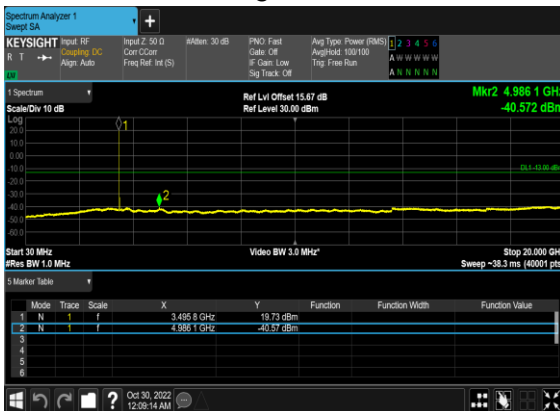 Spectrum Analyzer 1
Swept SA
KEYSIGHT Input: RF Input Z: 50 Ω #Atten: 30 dB PNO: Fast Avg Type: Power (RMS) 1 2 3 4 5 6
R T Coupling: DC Corr CCorr Gate: Off Avg|Hold: 100/100 A W W W W W
Align: Auto Freq Ref: Int (S) IF Gain: Low Trig: Free Run
Sig Track: Off A N N N N N
LV
1 Spectrum Ref Lvl Offset 15.67 dB Mkr2 4.986 1 GHz
Scale/Div 10 dB Ref Level 30.00 dBm -40.572 dBm
Log
20.0
10.0
0.00
-10.0
DL1 -13.00 dBm
-20.0
-30.0
-40.0
-50.0
-60.0
1
2
Start 30 MHz Video BW 3.0 MHz* Stop 20.000 GHz
#Res BW 1.0 MHz Sweep ~38.3 ms (40001 pts)
5 Marker Table
Mode Trace Scale X Y Function Function Width Function Value
1 N 1 f 3.495 8 GHz 19.73 dBm
2 N 1 f 4.986 1 GHz -40.57 dBm
3
4
5
6
? Oct 30, 2022
12:09:14 AM